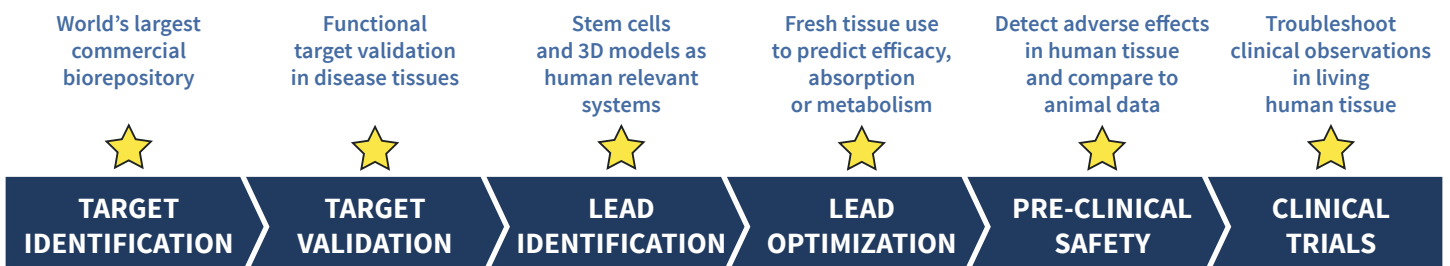 World's largest
commercial
biorepository
Functional
target validation
in disease tissues
Stem cells
and 3D models as
human relevant
systems
Fresh tissue use
to predict efficacy,
absorption
or metabolism
Detect adverse effects
in human tissue
and compare to
animal data
Troubleshoot
clinical observations
in living
human tissue
TARGET
IDENTIFICATION
TARGET
VALIDATION
LEAD
IDENTIFICATION
LEAD
OPTIMIZATION
PRE-CLINICAL
SAFETY
CLINICAL
TRIALS